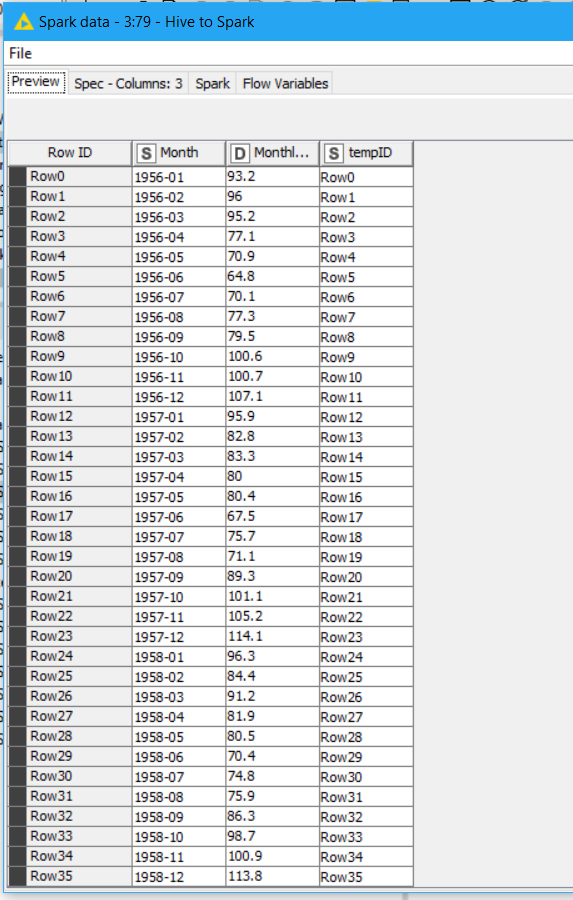 Spark data - 3:79 - Hive to Spark
File
Preview Spec - Columns: 3 Spark Flow Variables
Row ID S Month D Monthl... S tempID
Row0 1956-01 93.2 Row0
Row1 1956-02 96 Row1
Row2 1956-03 95.2 Row2
Row3 1956-04 77.1 Row3
Row4 1956-05 70.9 Row4
Row5 1956-06 64.8 Row5
Row6 1956-07 70.1 Row6
Row7 1956-08 77.3 Row7
Row8 1956-09 79.5 Row8
Row9 1956-10 100.6 Row9
Row10 1956-11 100.7 Row10
Row11 1956-12 107.1 Row11
Row12 1957-01 95.9 Row12
Row13 1957-02 82.8 Row13
Row14 1957-03 83.3 Row14
Row15 1957-04 80 Row15
Row16 1957-05 80.4 Row16
Row17 1957-06 67.5 Row17
Row18 1957-07 75.7 Row18
Row19 1957-08 71.1 Row19
Row20 1957-09 89.3 Row20
Row21 1957-10 101.1 Row21
Row22 1957-11 105.2 Row22
Row23 1957-12 114.1 Row23
Row24 1958-01 96.3 Row24
Row25 1958-02 84.4 Row25
Row26 1958-03 91.2 Row26
Row27 1958-04 81.9 Row27
Row28 1958-05 80.5 Row28
Row29 1958-06 70.4 Row29
Row30 1958-07 74.8 Row30
Row31 1958-08 75.9 Row31
Row32 1958-09 86.3 Row32
Row33 1958-10 98.7 Row33
Row34 1958-11 100.9 Row34
Row35 1958-12 113.8 Row35